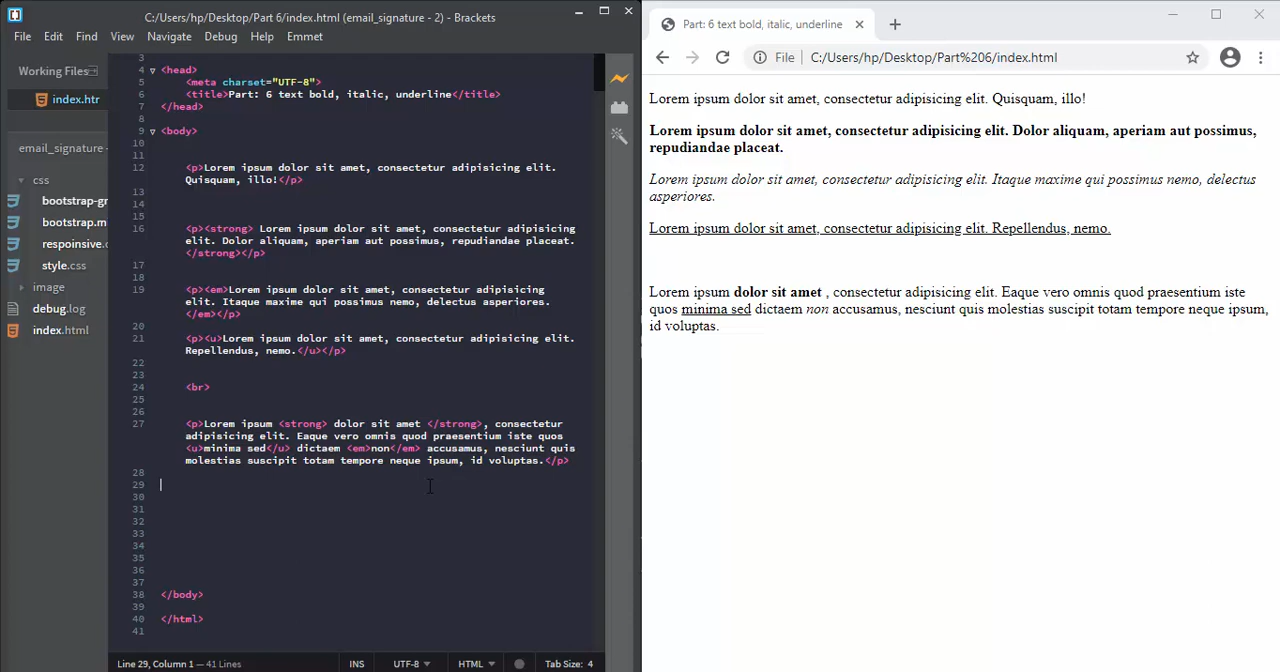 C:/Users/hp/Desktop/Part 6/index.html (email_signature - 2) - Brackets
File Edit Find View Navigate Debug Help Emmet
Working Files
index.htr
email_signature -
css
bootstrap-gr
bootstrap.m
respoinsive.c
style.css
image
debug.log
index.html
3
4 <head>
5 <meta charset="UTF-8">
6 <title>Part: 6 text bold, italic, underline</title>
7 </head>
8
9 <body>
10
11
12 <p>Lorem ipsum dolor sit amet, consectetur adipisicing elit.
Quisquam, illo!</p>
13
14
15
16 <p><strong> Lorem ipsum dolor sit amet, consectetur adipisicing
elit. Dolor aliquam, aperiam aut possimus, repudiandae placeat.
</strong></p>
17
18
19 <p><em>Lorem ipsum dolor sit amet, consectetur adipisicing
elit. Itaque maxime qui possimus nemo, delectus asperiores.
</em></p>
20
21 <p><u>Lorem ipsum dolor sit amet, consectetur adipisicing elit.
Repellendus, nemo.</u></p>
22
23
24 <br>
25
26
27 <p>Lorem ipsum <strong> dolor sit amet </strong>, consectetur
adipisicing elit. Eaque vero omnis quod praesentium iste quos
<u>minima sed</u> dictaem <em>non</em> accusamus, nesciunt quis
molestias suscipit totam tempore neque ipsum, id voluptas.</p>
28
29
30
31
32
33
34
35
36
37
38 </body>
39
40 </html>
41
Line 29, Column 1 — 41 Lines INS UTF-8 HTML Tab Size: 4
Part: 6 text bold, italic, underline
File C:/Users/hp/Desktop/Part%206/index.html
Lorem ipsum dolor sit amet, consectetur adipisicing elit. Quisquam, illo!
Lorem ipsum dolor sit amet, consectetur adipisicing elit. Dolor aliquam, aperiam aut possimus,
repudiandae placeat.
Lorem ipsum dolor sit amet, consectetur adipisicing elit. Itaque maxime qui possimus nemo, delectus
asperiores.
Lorem ipsum dolor sit amet, consectetur adipisicing elit. Repellendus, nemo.
Lorem ipsum dolor sit amet , consectetur adipisicing elit. Eaque vero omnis quod praesentium iste
quos minima sed dictaem non accusamus, nesciunt quis molestias suscipit totam tempore neque ipsum,
id voluptas.